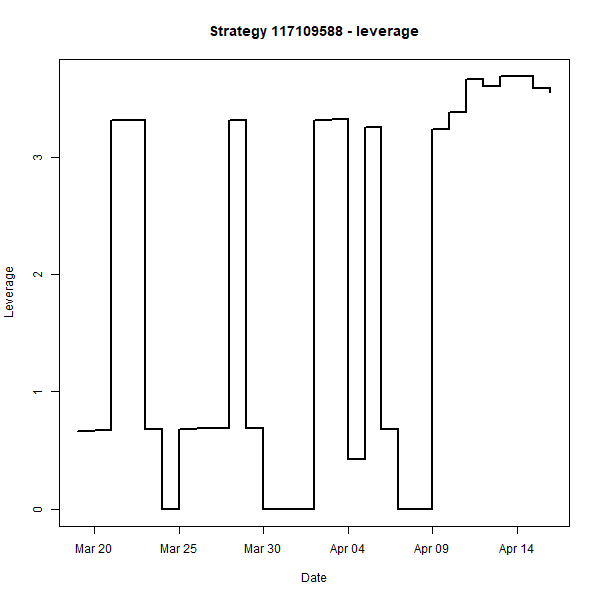 Strategy 117109588 - leverage
Leverage
3
2
1
0
Mar 20 Mar 25 Mar 30 Apr 04 Apr 09 Apr 14
Date